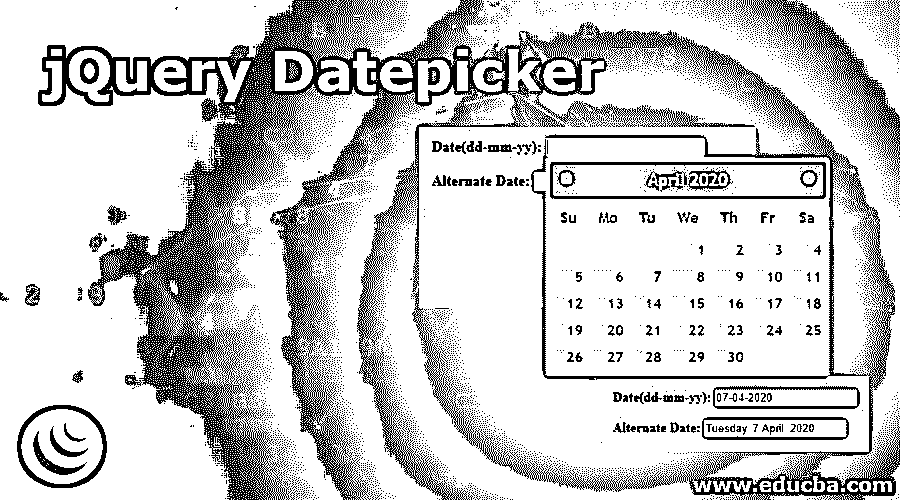 jQuery Datepicker
Date(dd-mm-yy):
Alternate Date:
April 2020
Su Mo Tu We Th Fr Sa
1 2 3 4
5 6 7 8 9 10 11
12 13 14 15 16 17 18
19 20 21 22 23 24 25
26 27 28 29 30
Date(dd-mm-yy): 07-04-2020
Alternate Date: Tuesday 7 April 2020
www.educba.com